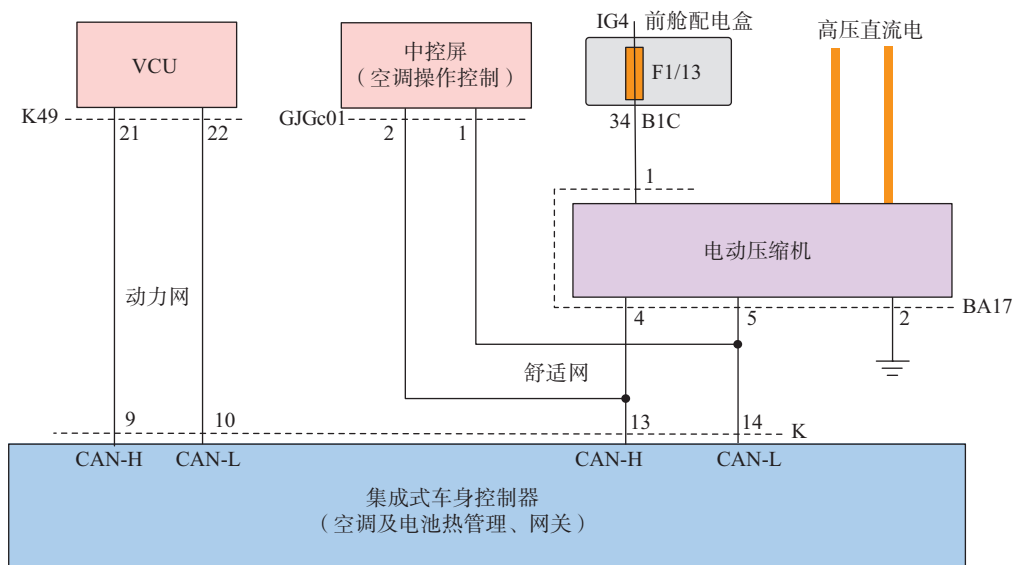 IG4 前舱配电盒
高压直流电
VCU
中控屏
（空调操作控制）
F1/13
K49
21
22
GJGc01
2
1
34
B1C
1
电动压缩机
动力网
4
5
2
BA17
舒适网
9
10
13
14
K
CAN-H
CAN-L
CAN-H
CAN-L
集成式车身控制器
（空调及电池热管理、网关）